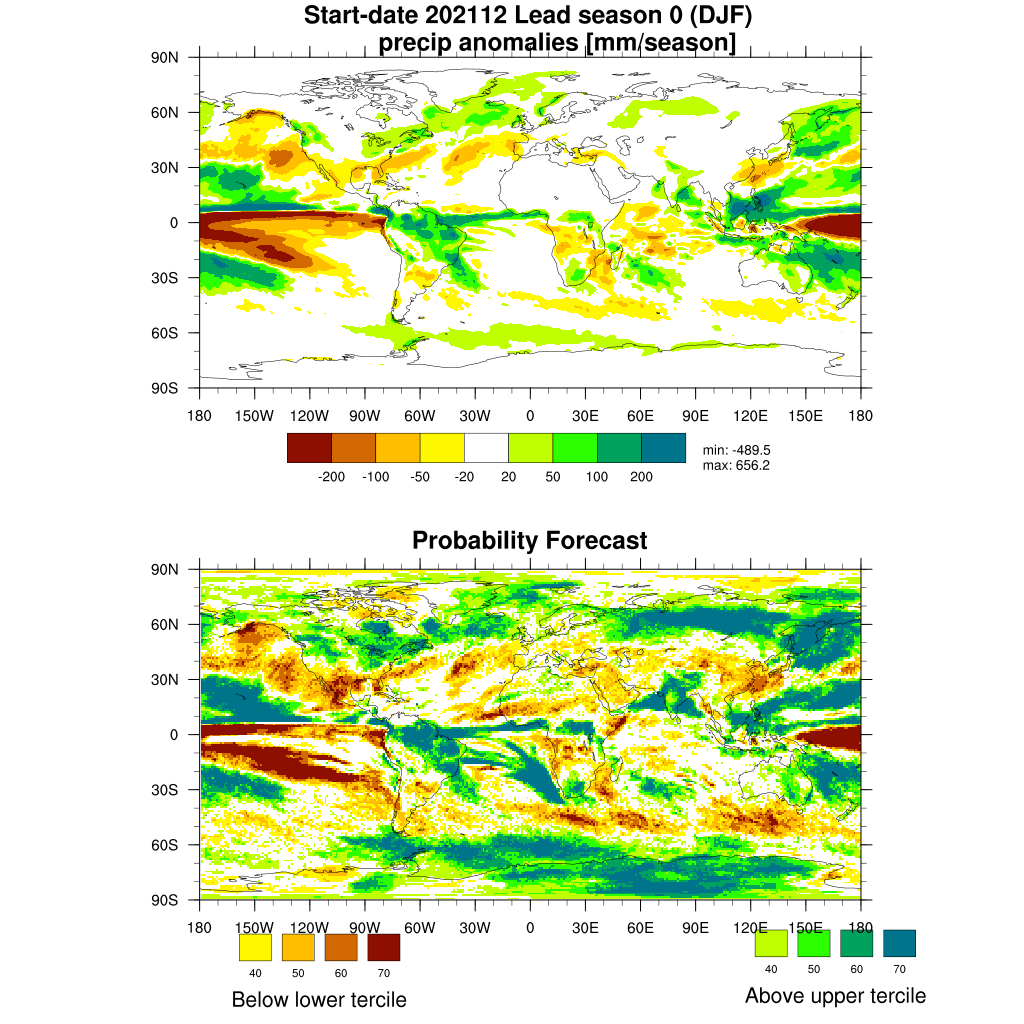 Start-date 202112 Lead season 0 (DJF)
precip anomalies [mm/season]
90N
60N
30N
0
30S
60S
90S
180 150W 120W 90W 60W 30W 0 30E 60E 90E 120E 150E 180
-200 -100 -50 -20 20 50 100 200
min: -489.5
max: 656.2
Probability Forecast
90N
60N
30N
0
30S
60S
90S
180 150W 120W 90W 60W 30W 0 30E 60E 90E 120E 150E 180
40 50 60 70
Below lower tercile
40 50 60 70
Above upper tercile